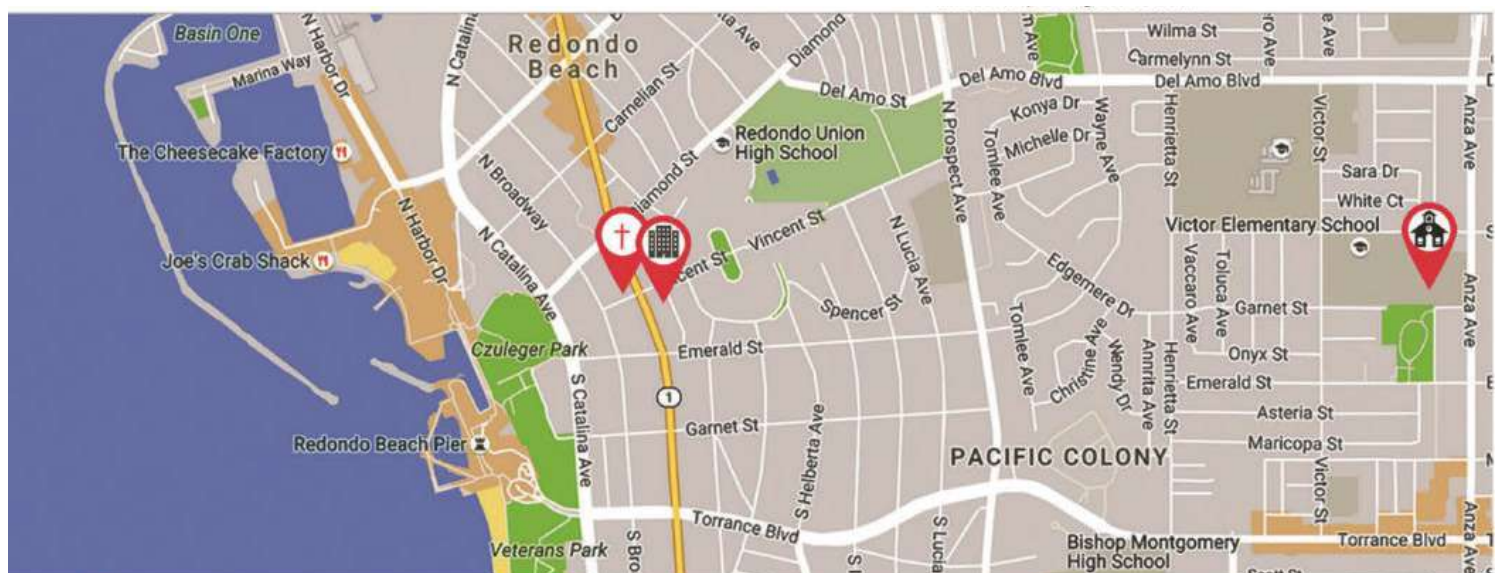 Basin One
Marina Way
N Harbor Dr
N Catalina
Redondo
Beach
Carnelian St
Diamond
Wilma St
Carmelynn St
Del Amo Blvd
Del Amo Blvd
Del Amo St
N Prospect Ave
Konya Dr
Michelle Dr
Tomlee Ave
Wayne Ave
Henrietta St
Victor St
Anza Ave
The Cheesecake Factory
Redondo Union
High School
N Broadway
Sara Dr
White Ct
Victor Elementary School
N Harbor Dr
N Catalina Ave
Joe's Crab Shack
Vincent St
N Lucia Ave
Spencer St
Edgemere Dr
Vaccaro Ave
Toluca Ave
Garnet St
Anza Ave
Czuleger Park
Emerald St
Tomlee Ave
Christine Ave
Wendy Dr
Anrita Ave
Henrietta St
Onyx St
Emerald St
S Catalina Ave
1
Garnet St
S Helberta Ave
Asteria St
Maricopa St
Redondo Beach Pier
PACIFIC COLONY
Victor St
Anza Ave
Torrance Blvd
S Bro
S Lucia
Veterans Park
Bishop Montgomery
High School
Torrance Blvd